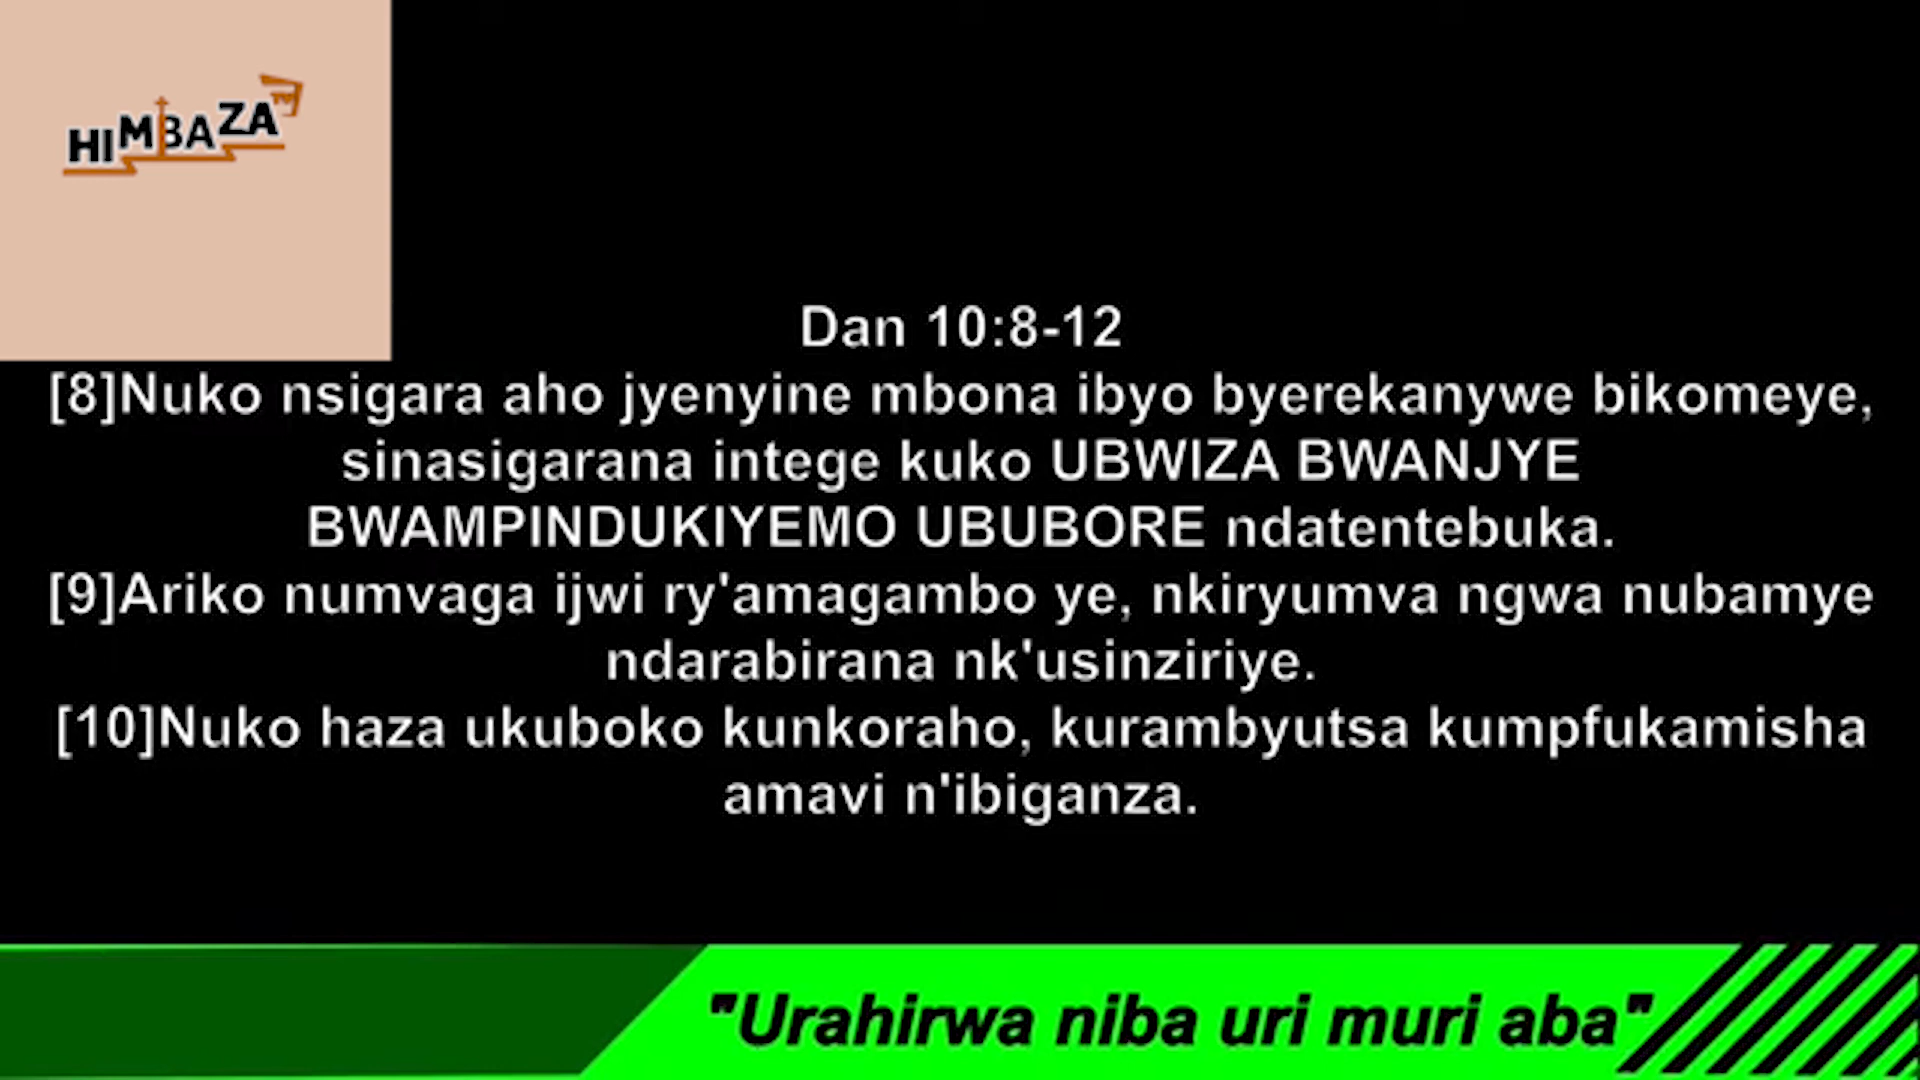 HIMBAZA TV
Dan 10:8-12
[8]Nuko nsigara aho jyenyine mbona ibyo byerekanywe bikomeye,
sinasigarana intege kuko UBWIZA BWANJYE
BWAMPINDUKIYEMO UBUBORE ndatentebuka.
[9]Ariko numvaga ijwi ry'amagambo ye, nkiryumva ngwa nubamye
ndarabirana nk'usinziriye.
[10]Nuko haza ukuboko kunkoraho, kurambyutsa kumpfukamisha
amavi n'ibiganza.
"Urahirwa niba uri muri aba"